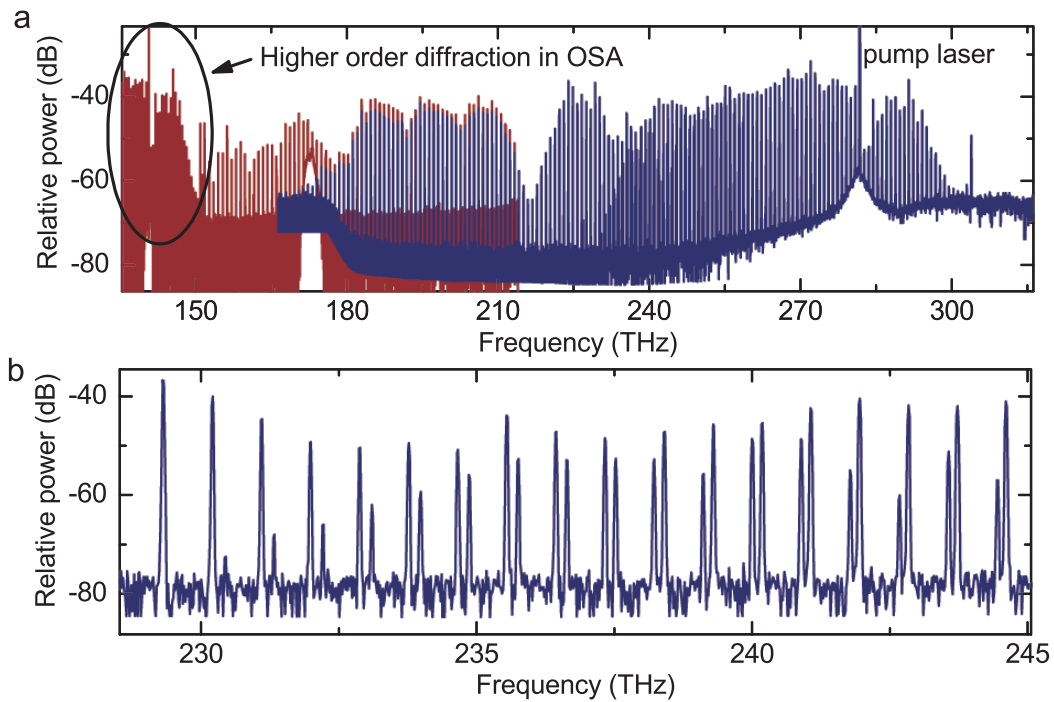 a
Higher order diffraction in OSA
pump laser
Relative power (dB)
-40
-60
-80
150 180 210 240 270 300
Frequency (THz)
b
Relative power (dB)
-40
-60
-80
230 235 240 245
Frequency (THz)